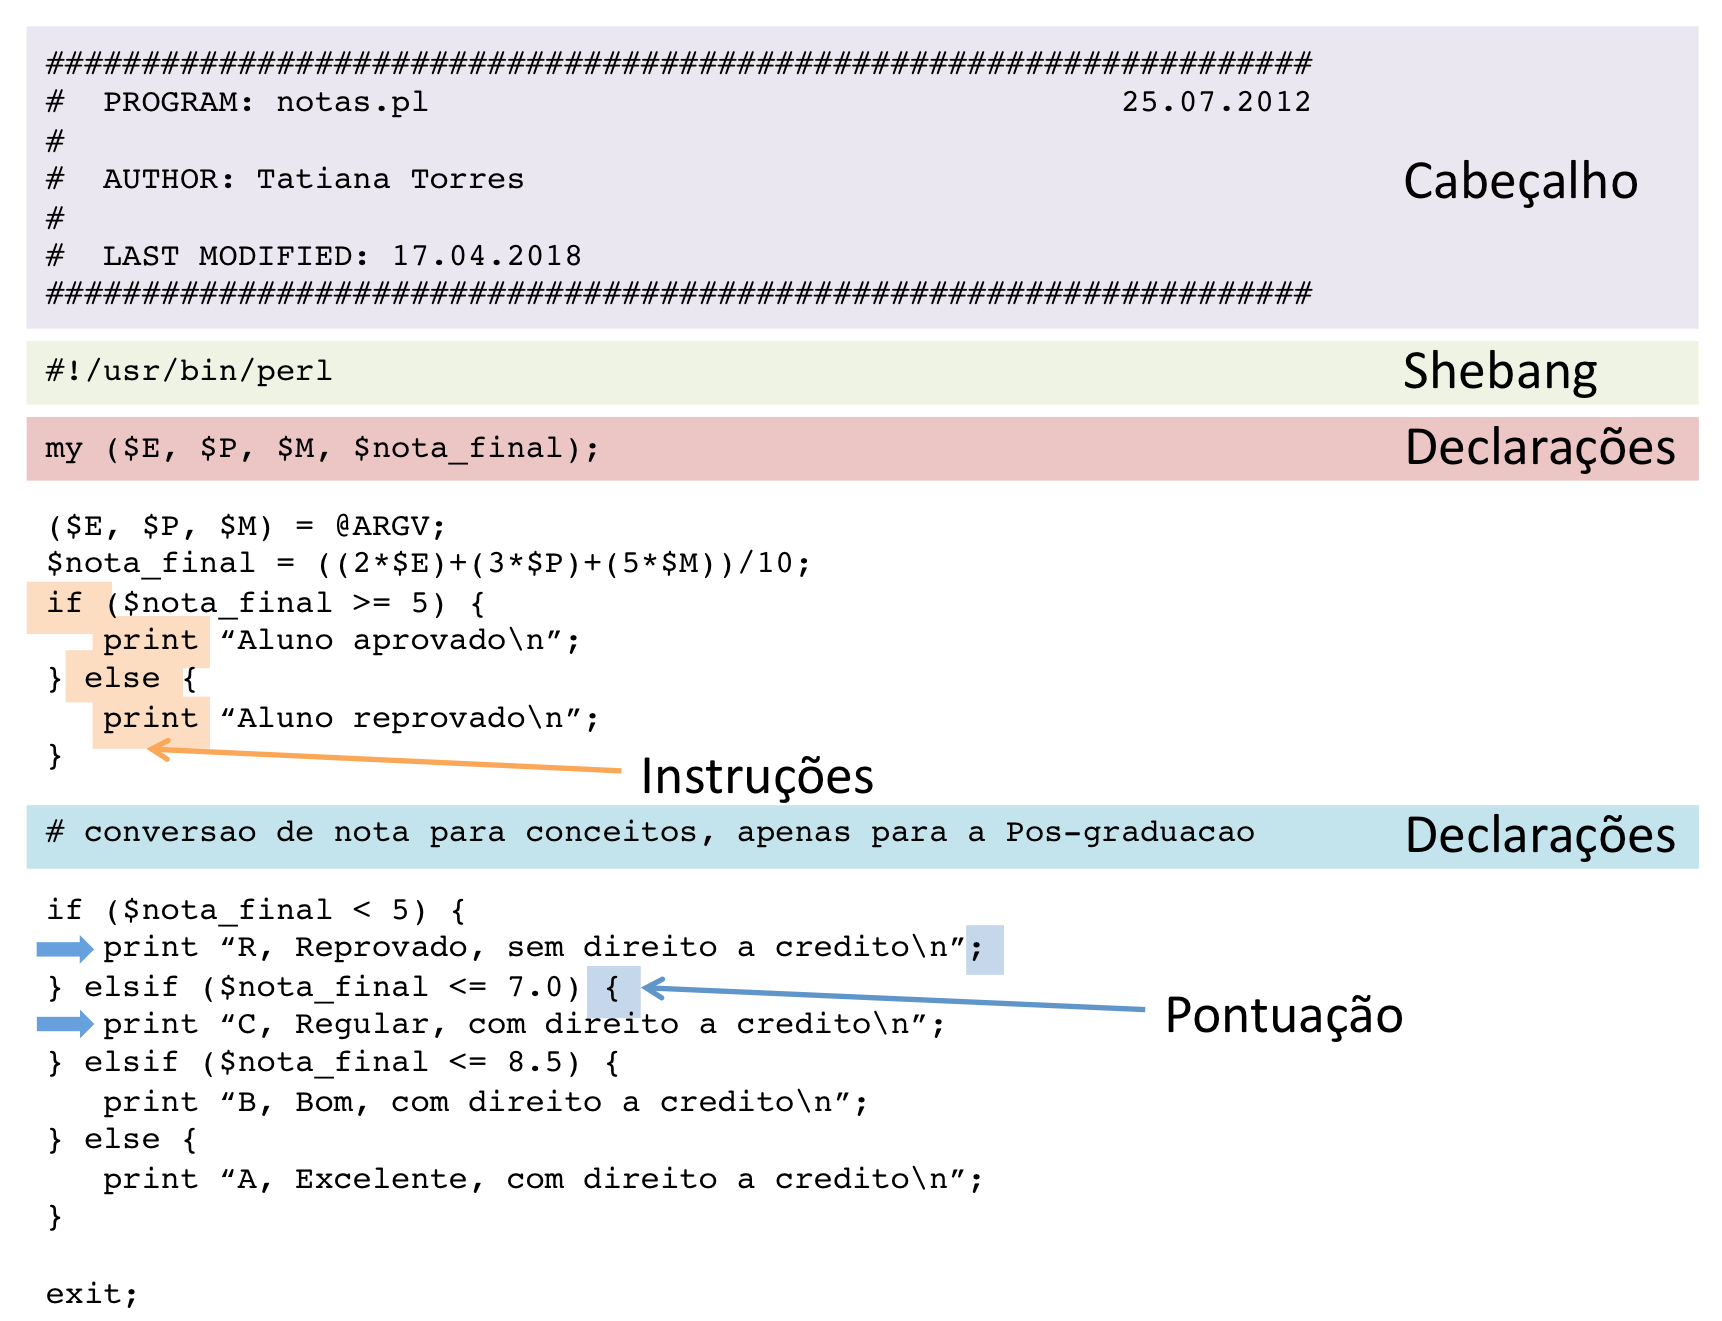 ##################################################################
#  PROGRAM: notas.pl                                    25.07.2012
#
#  AUTHOR: Tatiana Torres
#
#  LAST MODIFIED: 17.04.2018
##################################################################
Cabeçalho
#!/usr/bin/perl
Shebang
my ($E, $P, $M, $nota_final);
Declarações
($E, $P, $M) = @ARGV;
$nota_final = ((2*$E)+(3*$P)+(5*$M))/10;
if ($nota_final >= 5) {
   print “Aluno aprovado\n”;
} else {
   print “Aluno reprovado\n”;
}
Instruções
# conversao de nota para conceitos, apenas para a Pos-graduacao
Declarações
if ($nota_final < 5) {
   print “R, Reprovado, sem direito a credito\n”;
} elsif ($nota_final <= 7.0) {
   print “C, Regular, com direito a credito\n”;
Pontuação
} elsif ($nota_final <= 8.5) {
   print “B, Bom, com direito a credito\n”;
} else {
   print “A, Excelente, com direito a credito\n”;
}
exit;